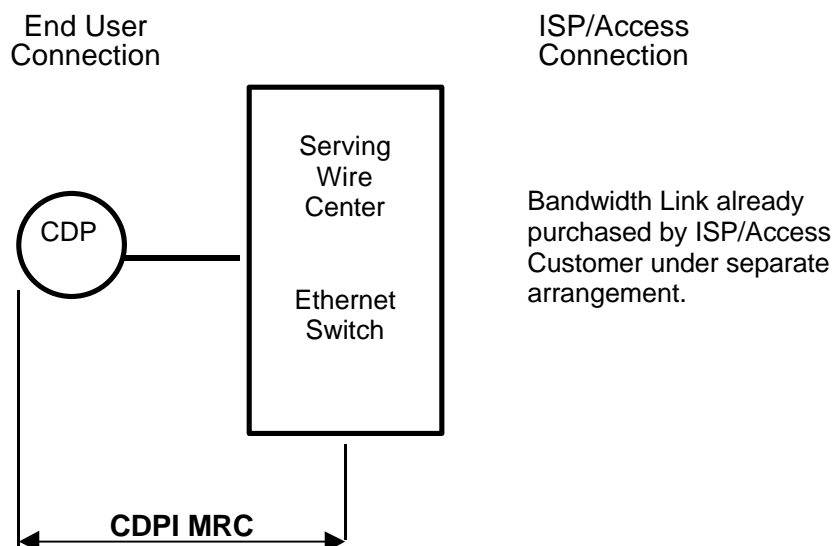 End User
Connection
ISP/Access
Connection
Serving
Wire
Center
CDP
Bandwidth Link already
purchased by ISP/Access
Customer under separate
arrangement.
Ethernet
Switch
CDPI MRC